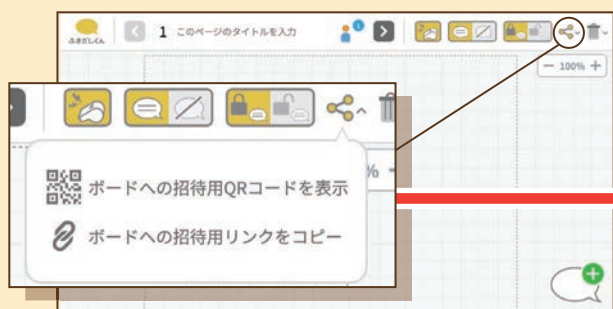 ふきだしくん
1 このページのタイトルを入力
0
− 100% +
ボードへの招待用QRコードを表示
%
ボードへの招待用リンクをコピー